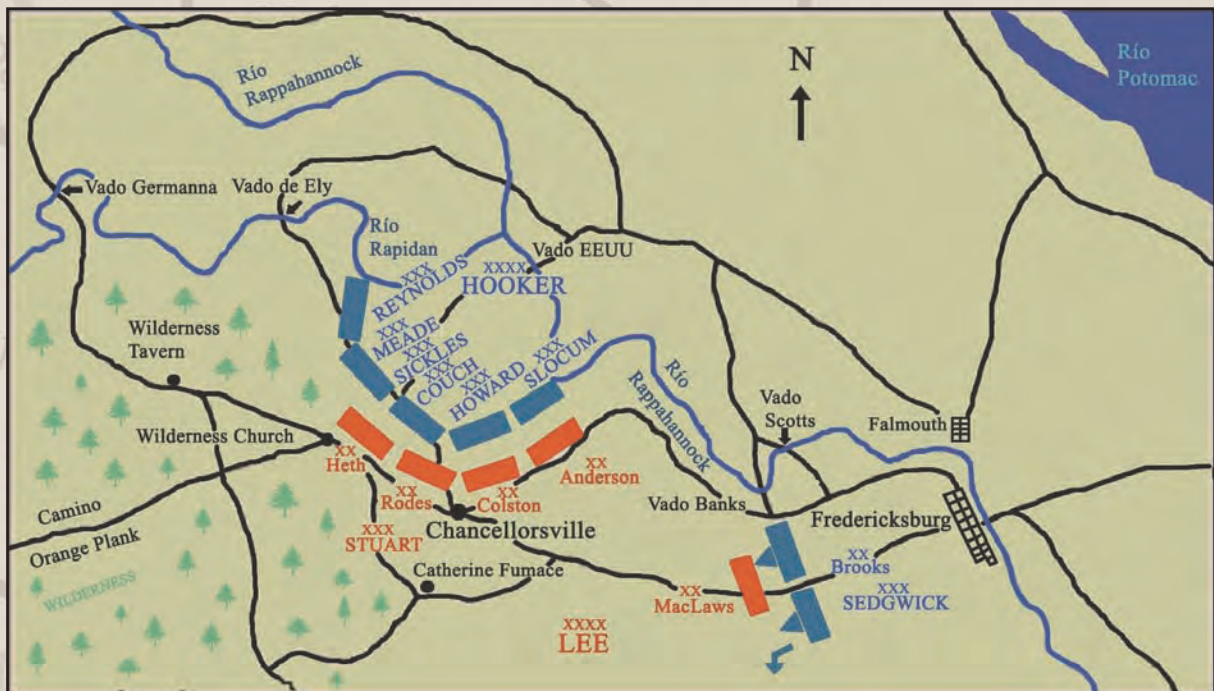 Río
Rappahannock
N
Río
Potomac
Vado Germanna
Vado de Ely
Río
Rapidan
Vado EEUU
XXX
REYNOLDS
XXXX
HOOKER
XXX
MEADE
XXX
SICKLES
XXX
COUCH
XX
HOWARD
XXX
SLOCUM
Wilderness
Tavern
Río
Rappahannock
Vado
Scotts
Falmouth
Wilderness Church
XX
Heth
XX
Rodes
XX
Colston
XX
Anderson
Camino
Orange Plank
XXX
STUART
Chancellorsville
Vado Banks
Fredericksburg
WILDERNESS
Catherine Fumace
XX
MacLaws
XX
Brooks
XXX
SEDGWICK
XXXX
LEE